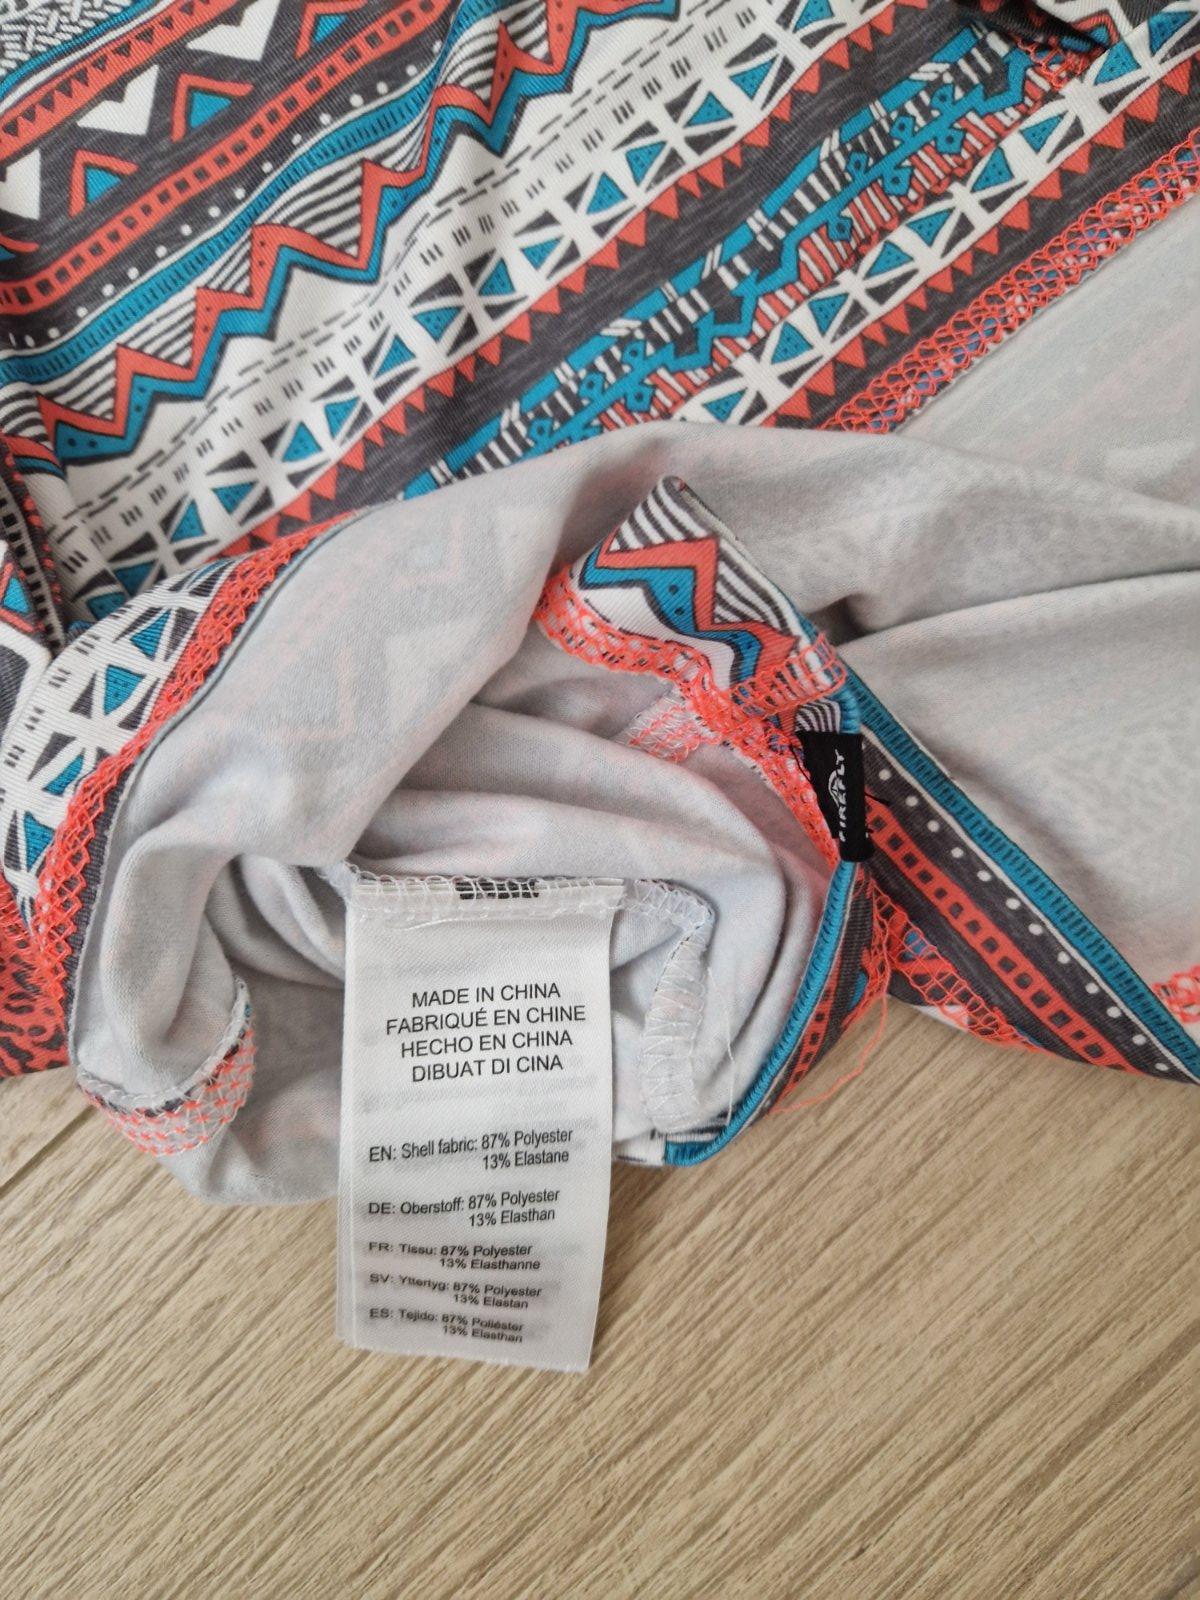 FIREFLY
MADE IN CHINA
FABRIQUÉ EN CHINE
HECHO EN CHINA
DIBUAT DI CINA
EN: Shell fabric: 87% Polyester
13% Elastane
DE: Oberstoff: 87% Polyester
13% Elasthan
FR: Tissu: 87% Polyester
13% Elasthanne
SV: Yttertyg: 87% Polyester
13% Elastan
ES: Tejido: 87% Poliéster
13% Elasthan